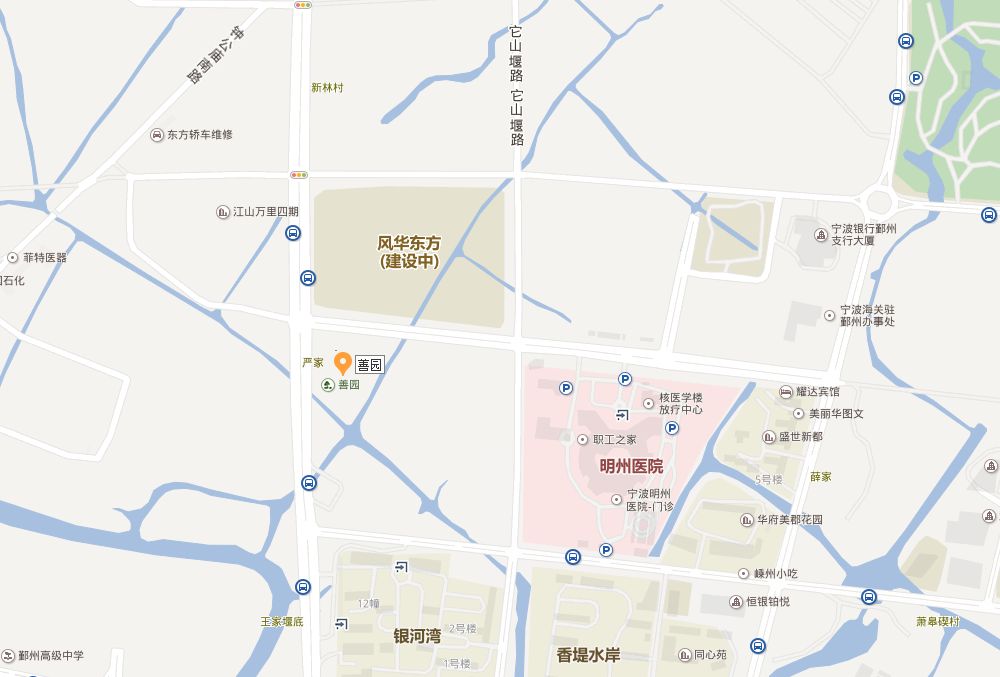 它山堰路
它山堰路
钟公庙南路
新林村
东方轿车维修
江山万里四期
风华东方
(建设中)
宁波银行鄞州
支行大厦
菲特医器
石化
宁波海关驻
鄞州办事处
严家
善园
善园
核医学楼
放疗中心
耀达宾馆
美丽华图文
职工之家
盛世新都
明州医院
5号楼
薛家
宁波明州
医院-门诊
华府美郡花园
嵊州小吃
12幢
恒银铂悦
王家堰底
银河湾
2号楼
萧皋碶村
鄞州高级中学
香堤水岸
同心苑
1号楼
P
P
P
P
P